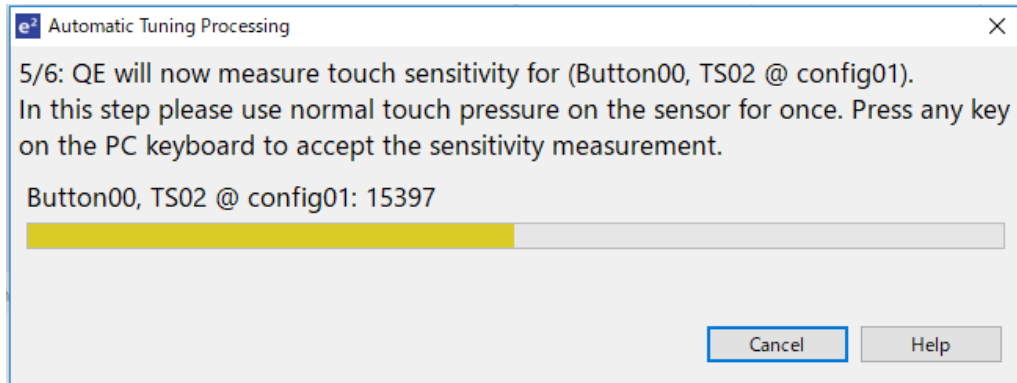 e² Automatic Tuning Processing
5/6: QE will now measure touch sensitivity for (Button00, TS02 @ config01).
In this step please use normal touch pressure on the sensor for once. Press any key
on the PC keyboard to accept the sensitivity measurement.
Button00, TS02 @ config01: 15397
Cancel Help